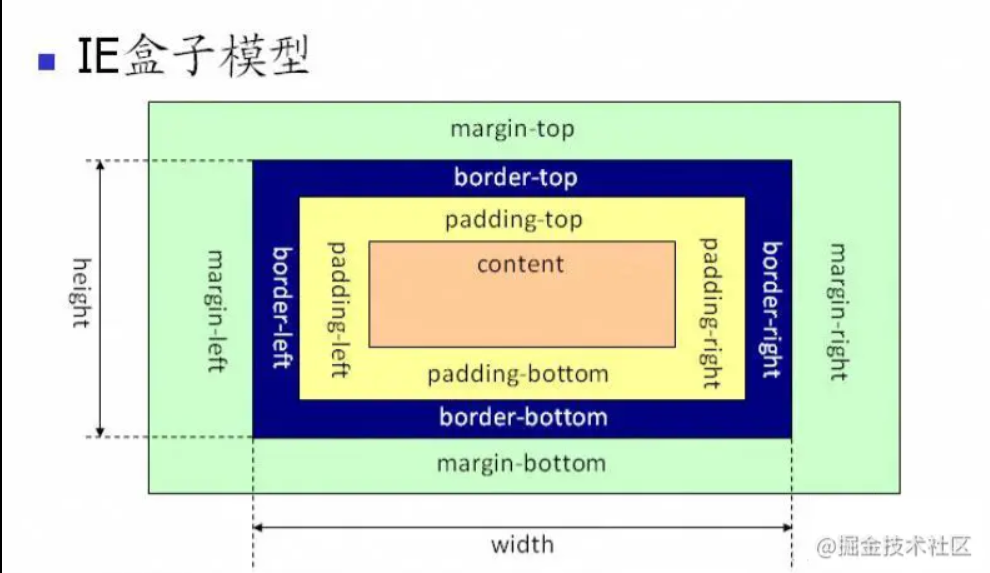 IE盒子模型
margin-top
border-top
padding-top
content
height
margin-left
border-left
padding-left
padding-right
border-right
margin-right
padding-bottom
border-bottom
margin-bottom
width
@掘金技术社区